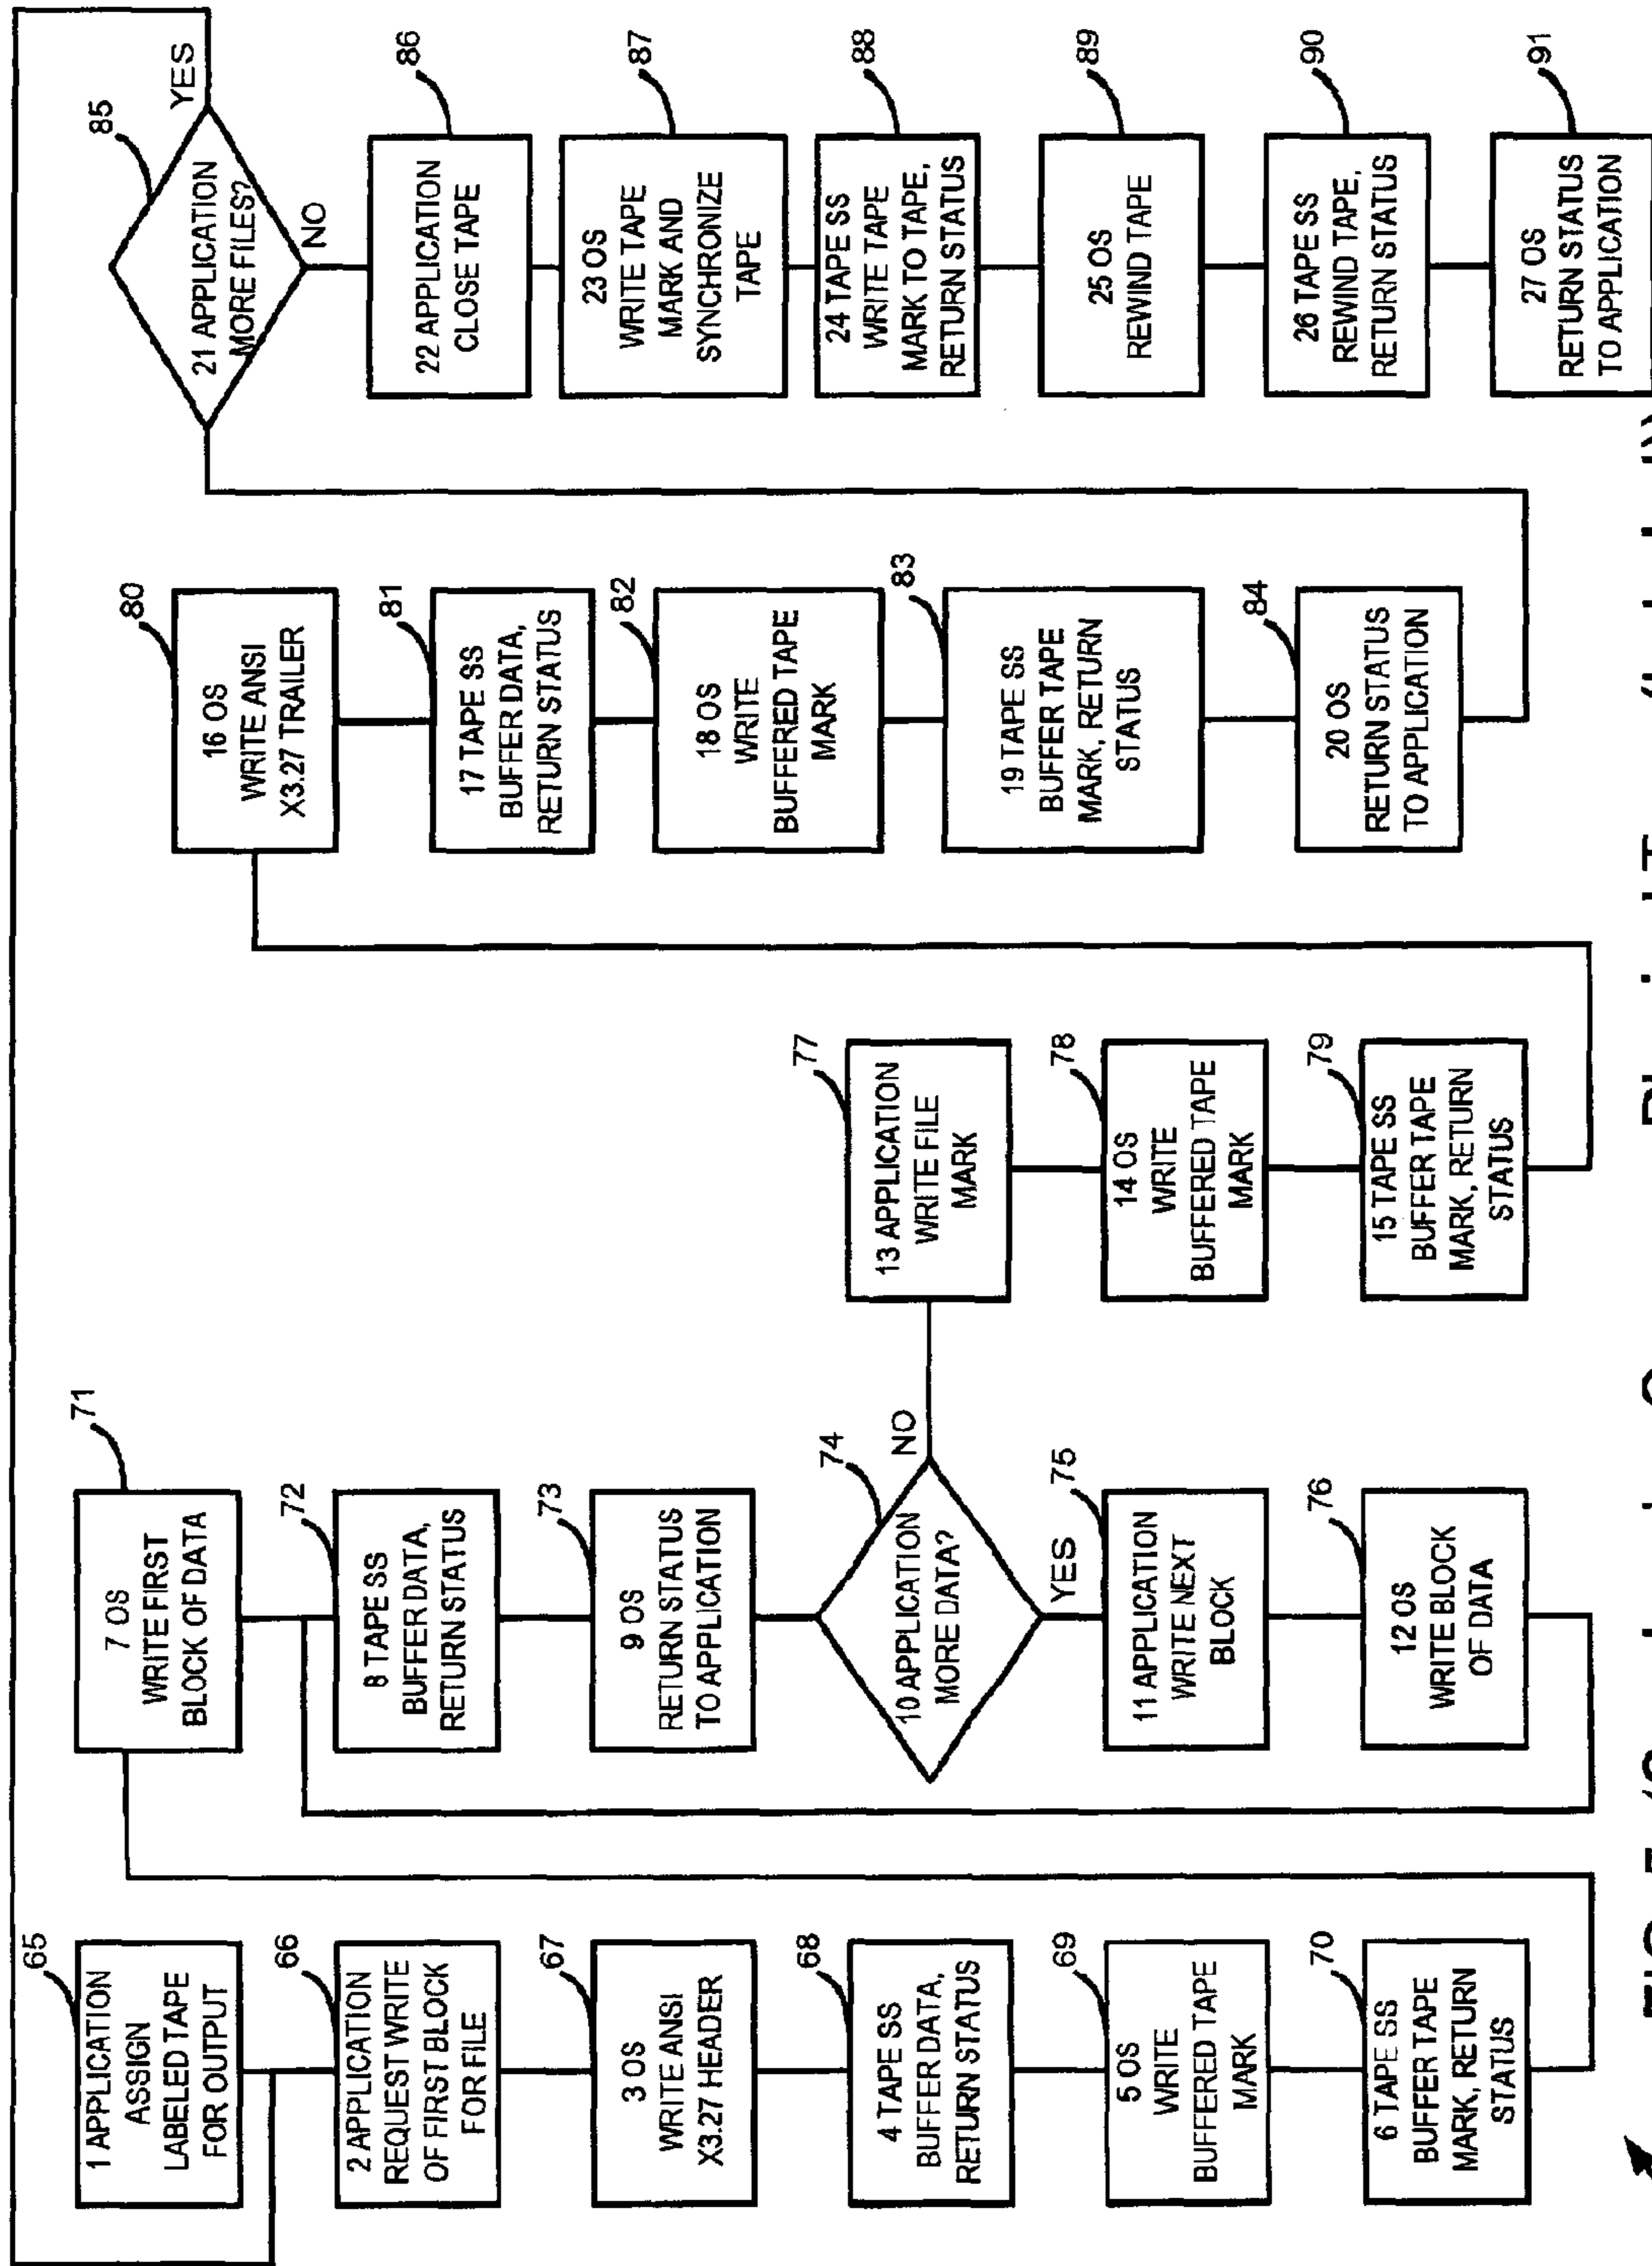 65
1 APPLICATION
ASSIGN
LABELED TAPE
FOR OUTPUT
66
2 APPLICATION
REQUEST WRITE
OF FIRST BLOCK
FOR FILE
67
3 OS
WRITE ANSI
X3.27 HEADER
68
4 TAPE SS
BUFFER DATA,
RETURN STATUS
69
5 OS
WRITE
BUFFERED TAPE
MARK
70
6 TAPE SS
BUFFER TAPE
MARK, RETURN
STATUS
71
7 OS
WRITE FIRST
BLOCK OF DATA
72
8 TAPE SS
BUFFER DATA,
RETURN STATUS
73
9 OS
RETURN STATUS
TO APPLICATION
74
10 APPLICATION
MORE DATA?
NO
YES
75
11 APPLICATION
WRITE NEXT
BLOCK
76
12 OS
WRITE BLOCK
OF DATA
77
13 APPLICATION
WRITE FILE
MARK
78
14 OS
WRITE
BUFFERED TAPE
MARK
79
15 TAPE SS
BUFFER TAPE
MARK, RETURN
STATUS
80
16 OS
WRITE ANSI
X3.27 TRAILER
81
17 TAPE SS
BUFFER DATA,
RETURN STATUS
82
18 OS
WRITE
BUFFERED TAPE
MARK
83
19 TAPE SS
BUFFER TAPE
MARK, RETURN
STATUS
84
20 OS
RETURN STATUS
TO APPLICATION
85
21 APPLICATION
MORE FILES?
YES
NO
86
22 APPLICATION
CLOSE TAPE
87
23 OS
WRITE TAPE
MARK AND
SYNCHRONIZE
TAPE
88
24 TAPE SS
WRITE TAPE
MARK TO TAPE,
RETURN STATUS
89
25 OS
REWIND TAPE
90
26 TAPE SS
REWIND TAPE,
RETURN STATUS
91
27 OS
RETURN STATUS
TO APPLICATION